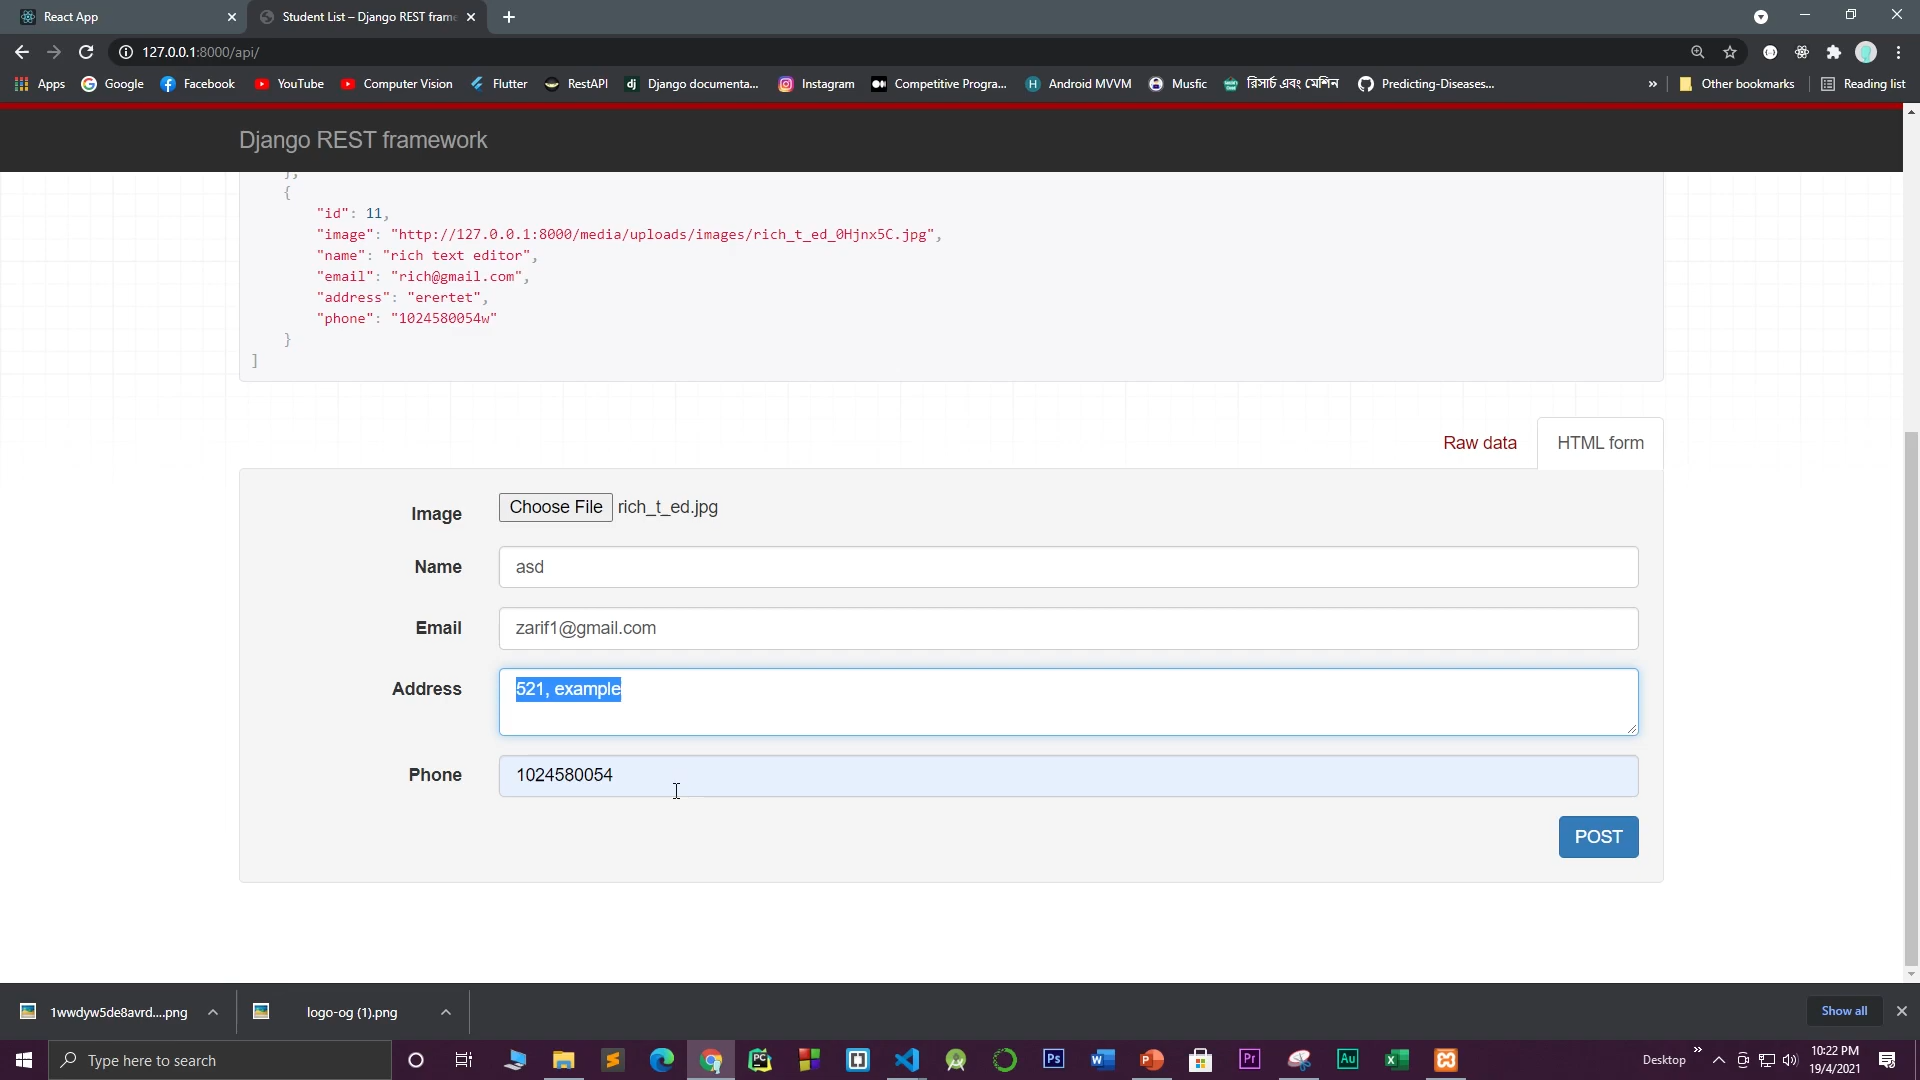 React App
Student List – Django REST frame
127.0.0.1:8000/api/
Apps Google Facebook YouTube Computer Vision Flutter RestAPI Django documenta... Instagram Competitive Progra... Android MVVM Musfic রিসার্চ এবং মেশিন Predicting-Diseases... » Other bookmarks Reading list
Django REST framework
},
{
"id": 11,
"image": "http://127.0.0.1:8000/media/uploads/images/rich_t_ed_0Hjnx5C.jpg",
"name": "rich text editor",
"email": "rich@gmail.com",
"address": "erertet",
"phone": "1024580054w"
}
]
Raw data HTML form
Image Choose File rich_t_ed.jpg
Name asd
Email zarif1@gmail.com
Address 521, example
Phone 1024580054
POST
1wwdyw5de8avrd....png logo-og (1).png Show all
Type here to search
Desktop »
10:22 PM
19/4/2021